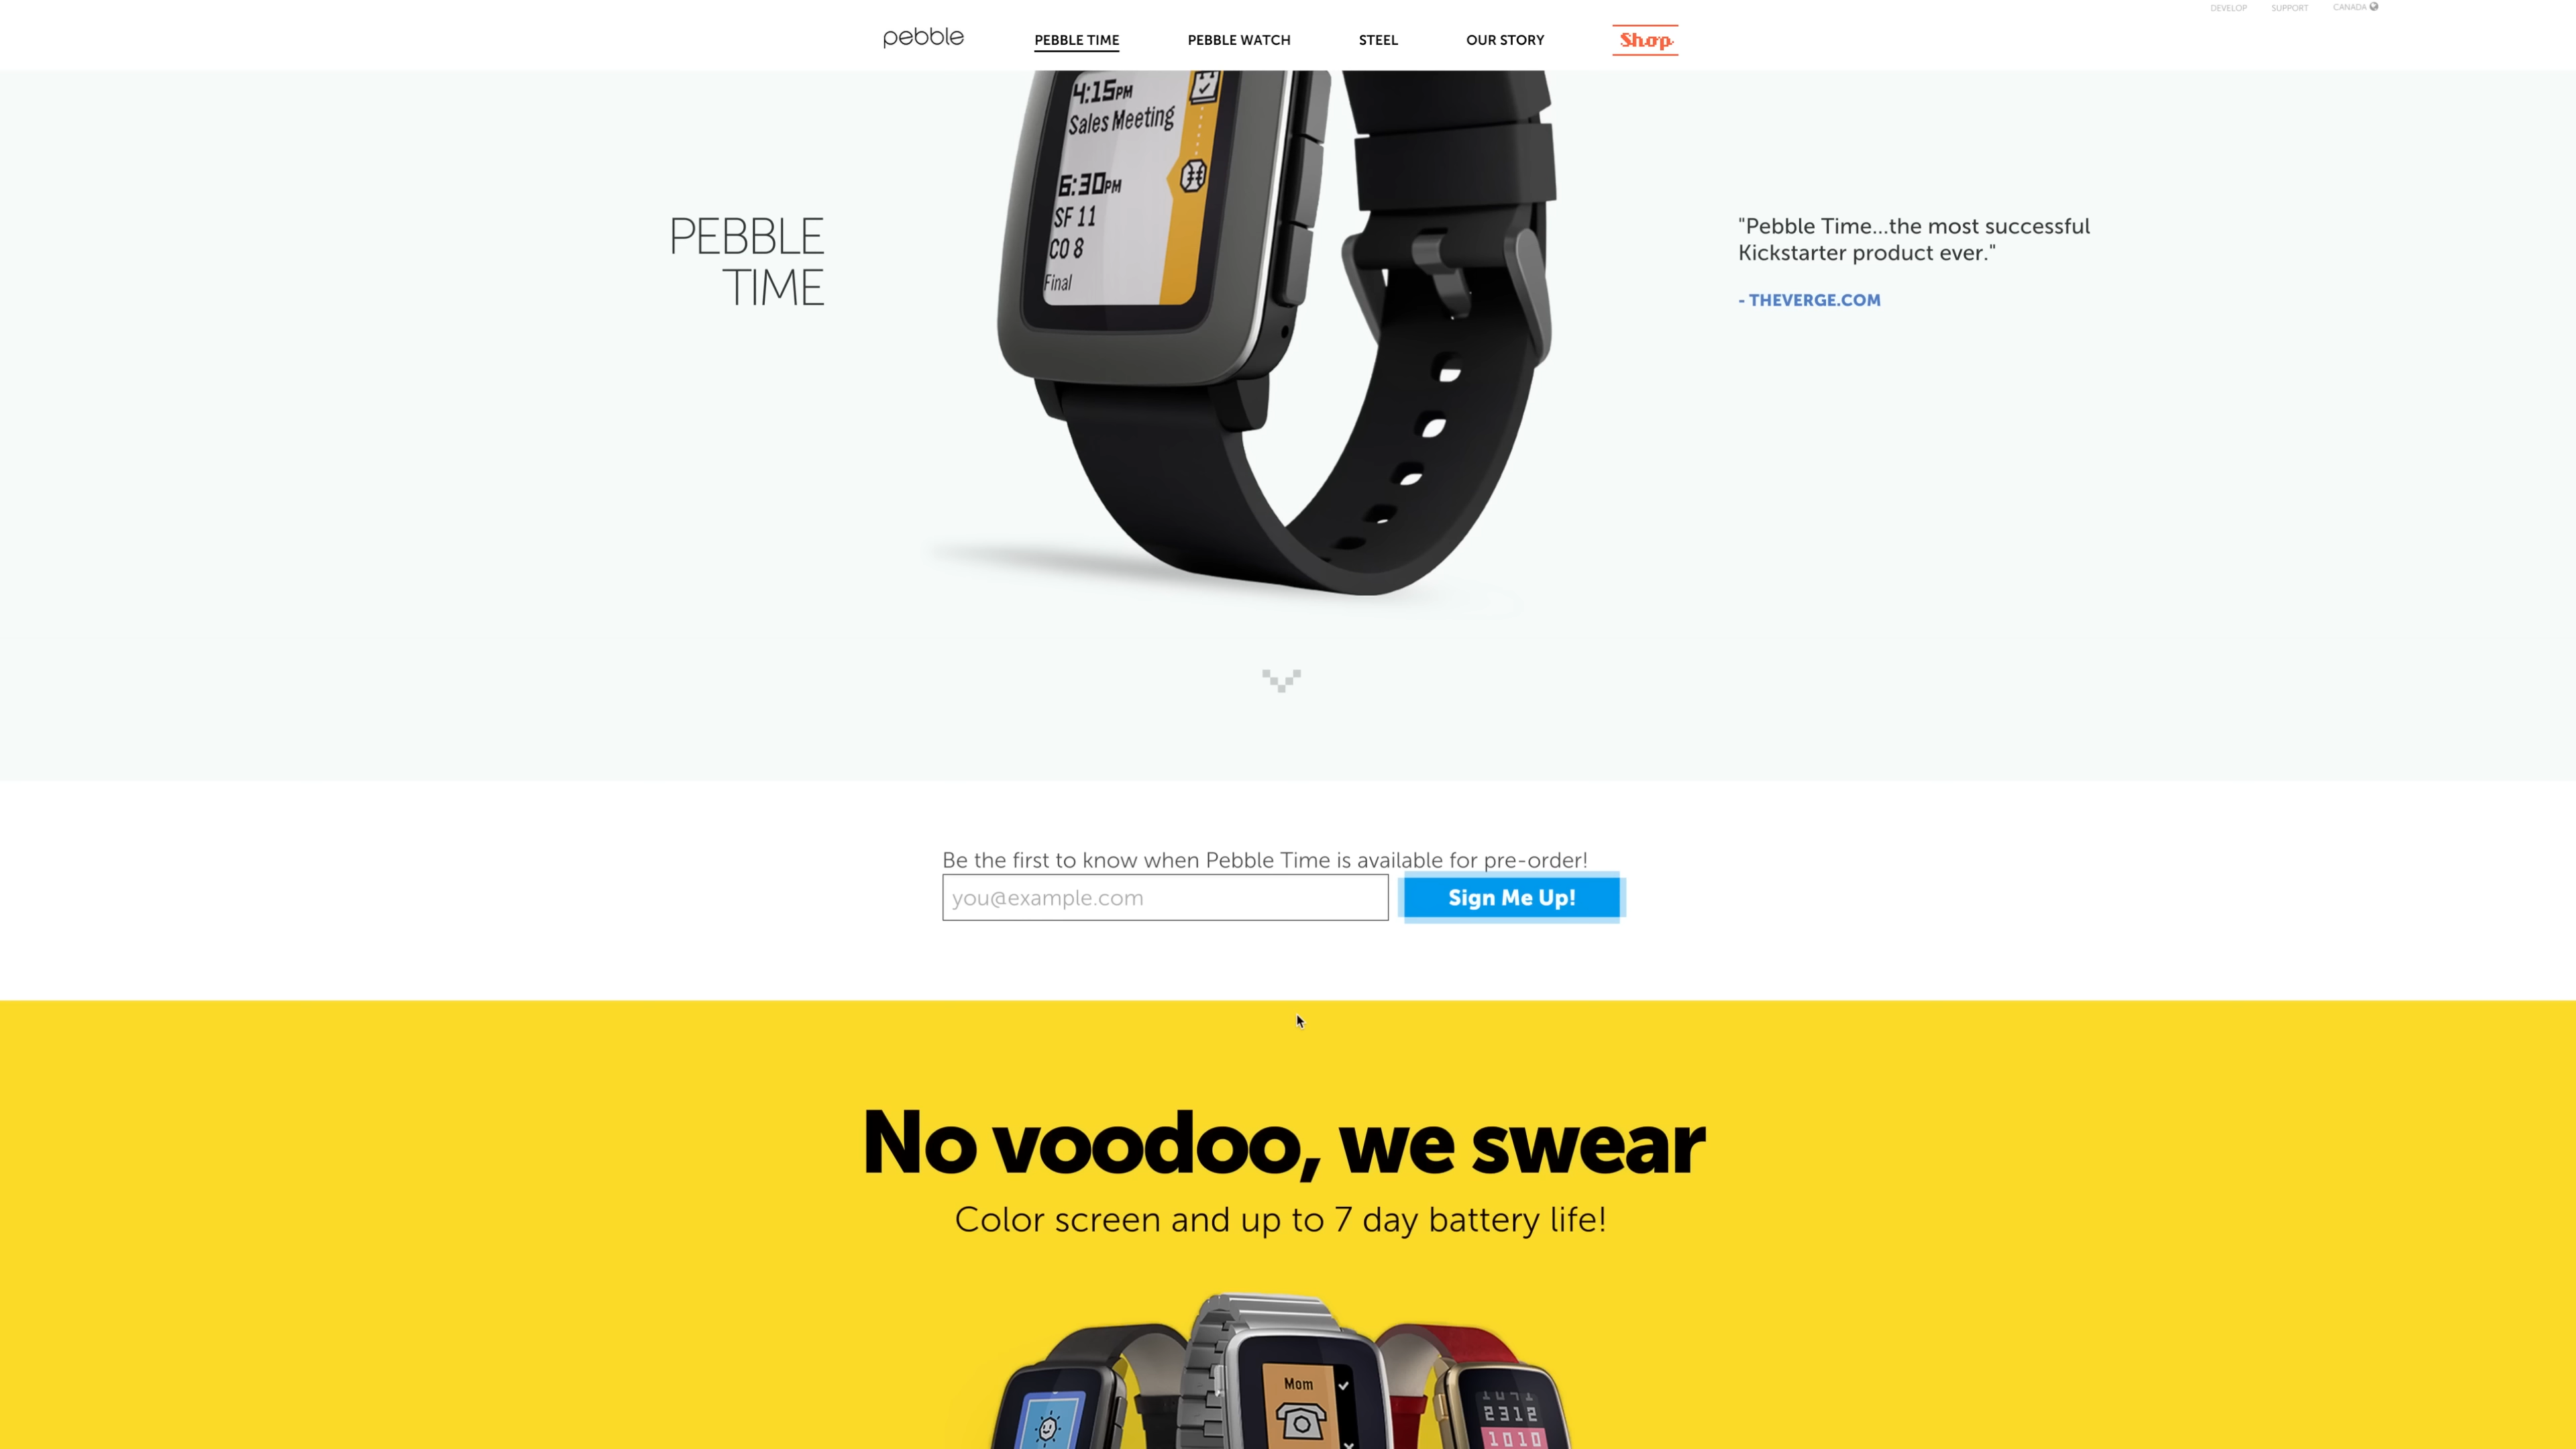 DEVELOP
SUPPORT
CANADA
pebble
PEBBLE TIME
PEBBLE WATCH
STEEL
OUR STORY
Shop
4:15PM
Sales Meeting
6:30PM
SF 11
CO 8
Final
PEBBLE
TIME
"Pebble Time...the most successful
Kickstarter product ever."
- THEVERGE.COM
Be the first to know when Pebble Time is available for pre-order!
you@example.com
Sign Me Up!
No voodoo, we swear
Color screen and up to 7 day battery life!
Mom
2312
1010